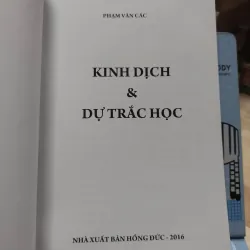 PHẠM VĂN CÁC
KINH DỊCH
&
DỰ TRẮC HỌC
NHÀ XUẤT BẢN HỒNG ĐỨC - 2016